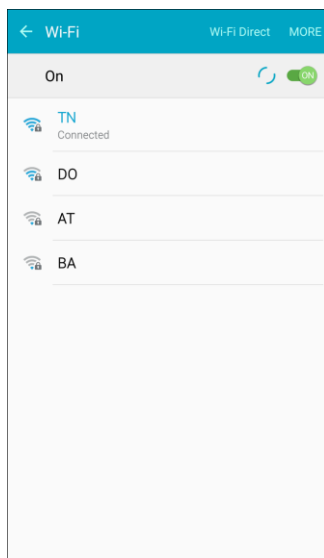 Wi-Fi Wi-Fi Direct MORE
On ON
TN
Connected
DO
AT
BA